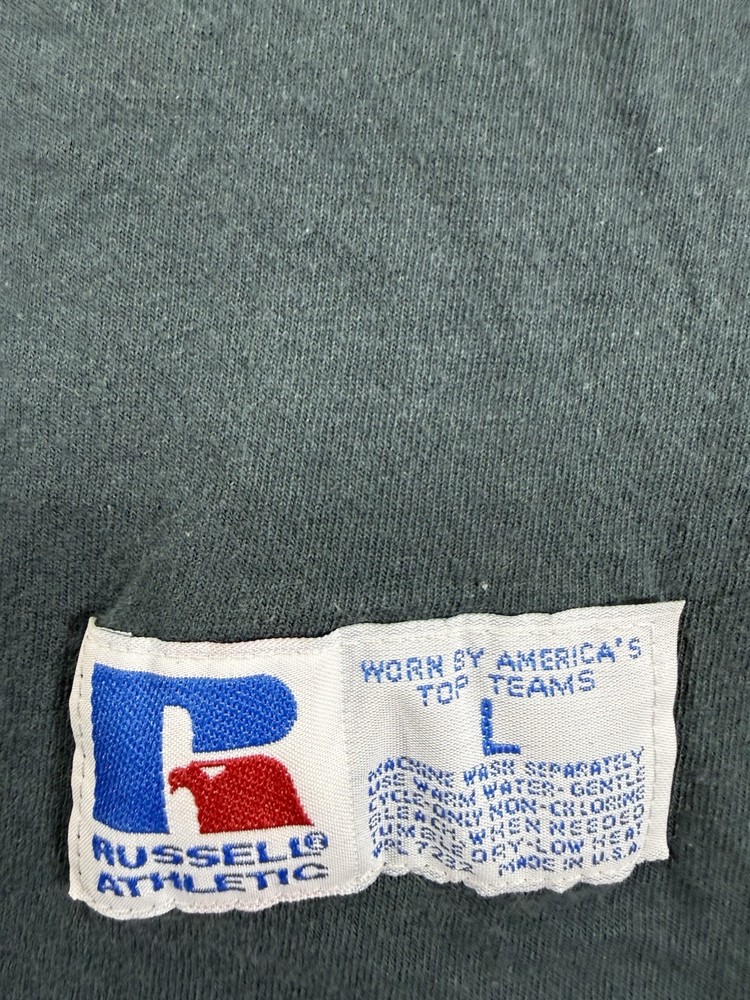 RUSSELL®
ATHLETIC
WORN BY AMERICA'S
TOP TEAMS
L
MACHINE WASH SEPARATELY
USE WARM WATER-GENTLE
CYCLE ONLY NON-CHLORINE
BLEACH WHEN NEEDED
TUMBLE DRY-LOW HEAT
MADE IN U.S.A.